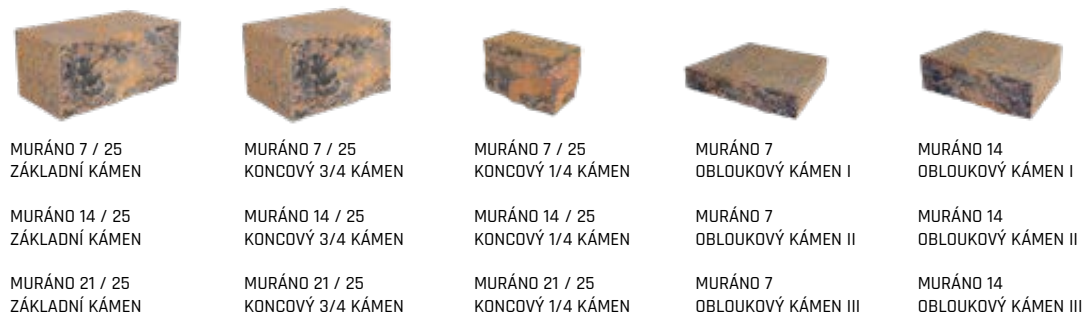 MURÁNO 7 / 25
ZÁKLADNÍ KÁMEN
MURÁNO 14 / 25
ZÁKLADNÍ KÁMEN
MURÁNO 21 / 25
ZÁKLADNÍ KÁMEN
MURÁNO 7 / 25
KONCOVÝ 3/4 KÁMEN
MURÁNO 14 / 25
KONCOVÝ 3/4 KÁMEN
MURÁNO 21 / 25
KONCOVÝ 3/4 KÁMEN
MURÁNO 7 / 25
KONCOVÝ 1/4 KÁMEN
MURÁNO 14 / 25
KONCOVÝ 1/4 KÁMEN
MURÁNO 21 / 25
KONCOVÝ 1/4 KÁMEN
MURÁNO 7
OBLOUKOVÝ KÁMEN I
MURÁNO 7
OBLOUKOVÝ KÁMEN II
MURÁNO 7
OBLOUKOVÝ KÁMEN III
MURÁNO 14
OBLOUKOVÝ KÁMEN I
MURÁNO 14
OBLOUKOVÝ KÁMEN II
MURÁNO 14
OBLOUKOVÝ KÁMEN III